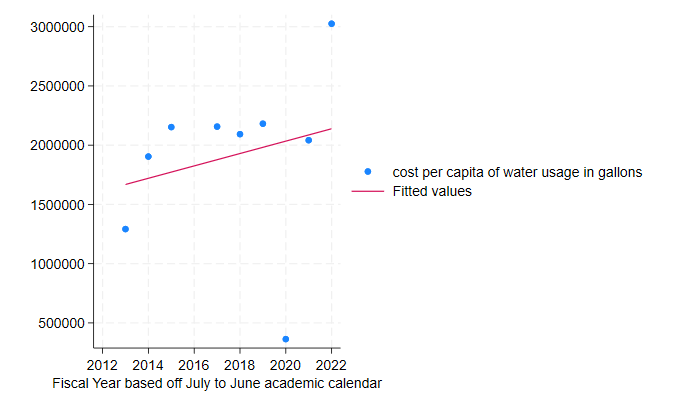 3000000
2500000
2000000
1500000
1000000
500000
2012 2014 2016 2018 2020 2022
Fiscal Year based off July to June academic calendar
cost per capita of water usage in gallons
Fitted values